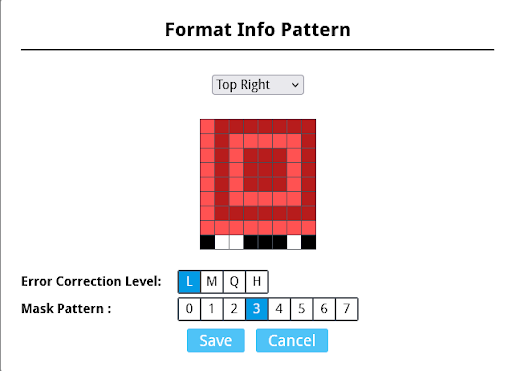 Format Info Pattern
Top Right
Error Correction Level: L M Q H
Mask Pattern : 0 1 2 3 4 5 6 7
Save Cancel